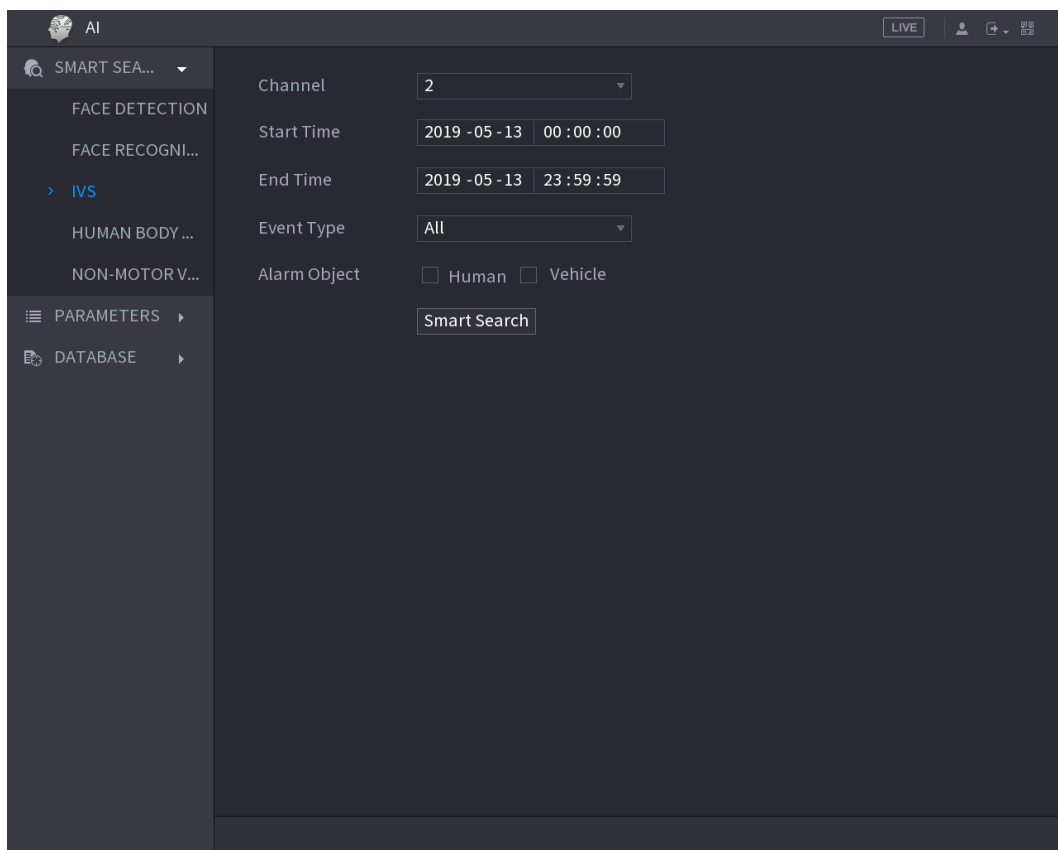 AI
LIVE
SMART SEA...
FACE DETECTION
FACE RECOGNI...
IVS
HUMAN BODY ...
NON-MOTOR V...
PARAMETERS
DATABASE
Channel 2
Start Time 2019 -05 -13 00 :00 :00
End Time 2019 -05 -13 23 :59 :59
Event Type All
Alarm Object Human Vehicle
Smart Search